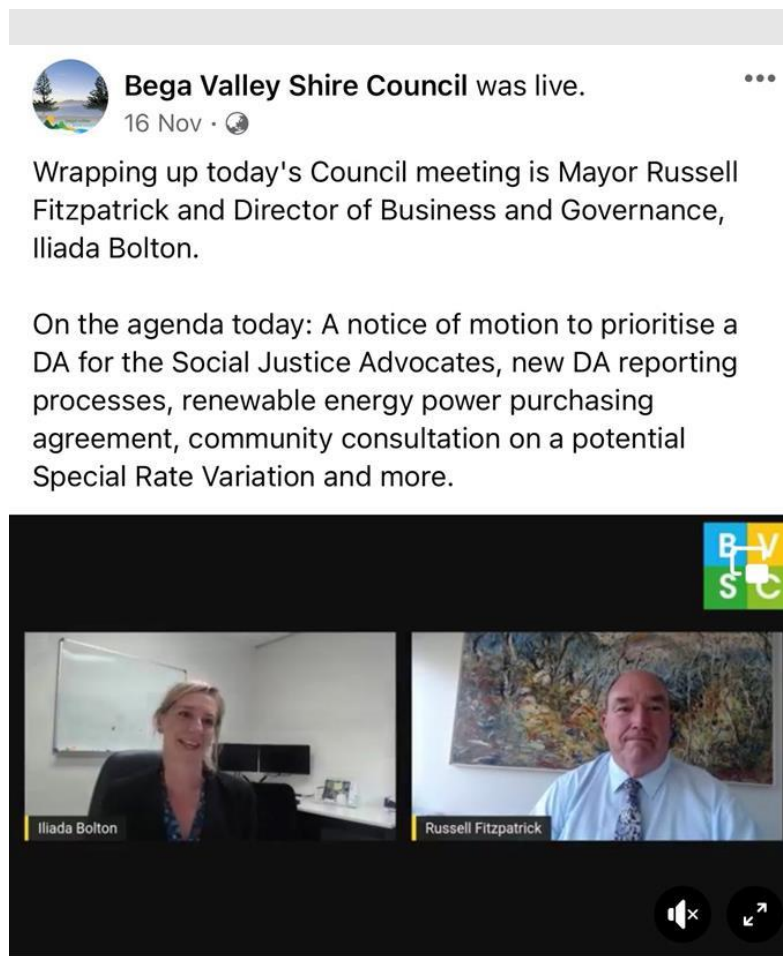 Bega Valley Shire Council was live.
16 Nov ·
Wrapping up today's Council meeting is Mayor Russell
Fitzpatrick and Director of Business and Governance,
Iliada Bolton.
On the agenda today: A notice of motion to prioritise a
DA for the Social Justice Advocates, new DA reporting
processes, renewable energy power purchasing
agreement, community consultation on a potential
Special Rate Variation and more.
B V
S C
Iliada Bolton
Russell Fitzpatrick